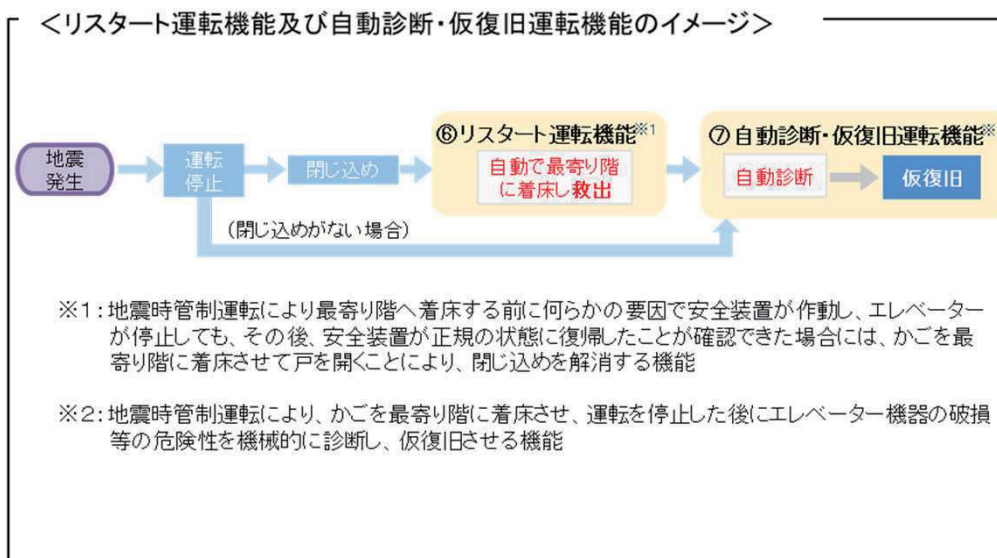 ＜リスタート運転機能及び自動診断・仮復旧運転機能のイメージ＞
地震
発生
運転
停止
閉じ込め
⑥リスタート運転機能※1
自動で最寄り階
に着床し救出
⑦自動診断・仮復旧運転機能※
自動診断
仮復旧
(閉じ込めがない場合)
※1：地震時管制運転により最寄り階へ着床する前に何らかの要因で安全装置が作動し、エレベーター
が停止しても、その後、安全装置が正規の状態に復帰したことが確認できた場合には、かごを最
寄り階に着床させて戸を開くことにより、閉じ込めを解消する機能
※2：地震時管制運転により、かごを最寄り階に着床させ、運転を停止した後にエレベーター機器の破損
等の危険性を機械的に診断し、仮復旧させる機能